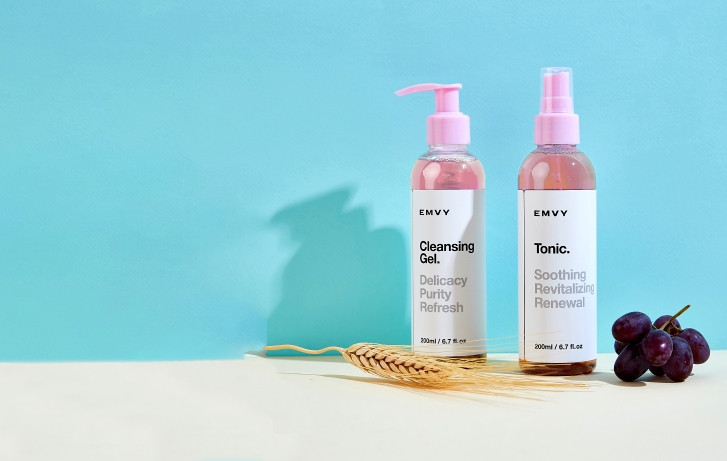 EMVY
Cleansing
Gel.
Delicacy
Purity
Refresh
200ml / 6.7 fl.oz
EMVY
Tonic.
Soothing
Revitalizing
Renewal
200ml / 6.7 fl.oz